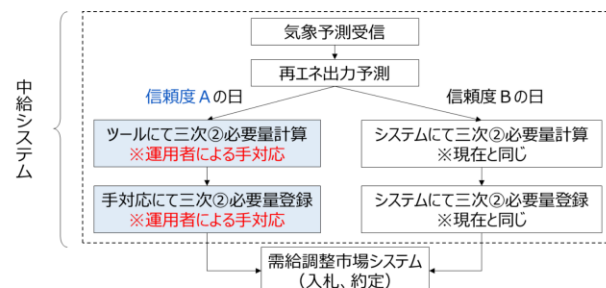 気象予測受信
再エネ出力予測
中給システム
信頼度Aの日
信頼度Bの日
ツールにて三次②必要量計算
※運用者による手対応
システムにて三次②必要量計算
※現在と同じ
手対応にて三次②必要量登録
※運用者による手対応
システムにて三次②必要量登録
※現在と同じ
需給調整市場システム
（入札、約定）